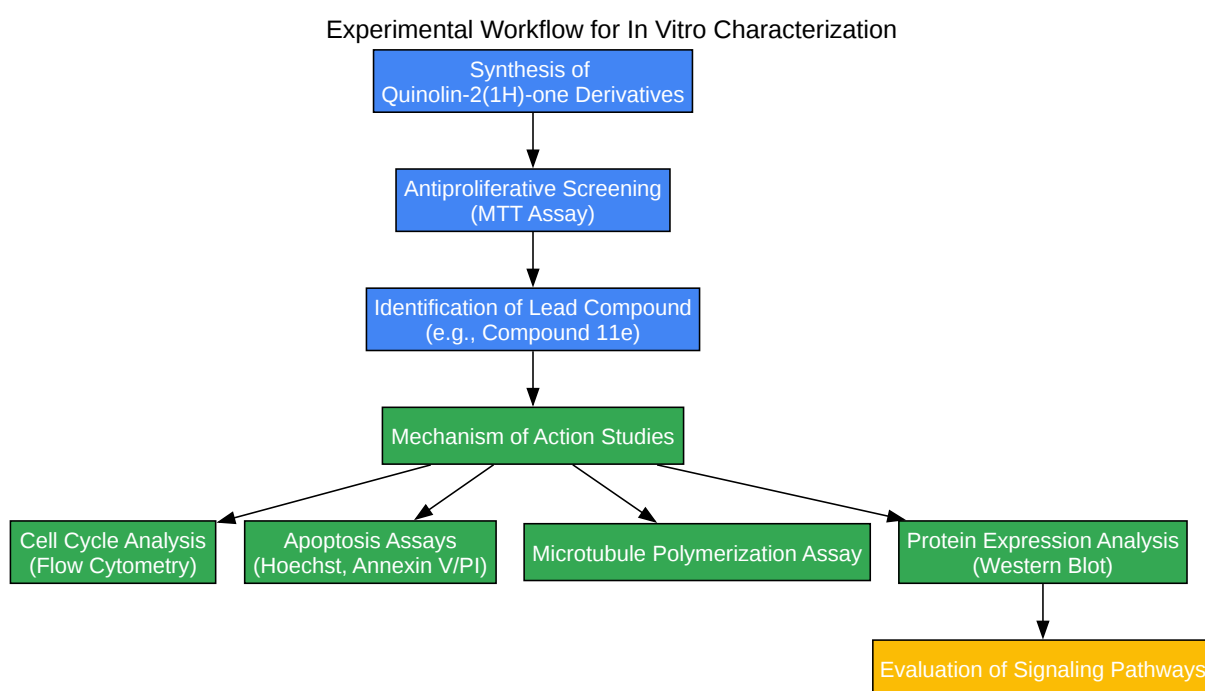 Experimental Workflow for In Vitro Characterization
Synthesis of
Quinolin-2(1H)-one Derivatives
Antiproliferative Screening
(MTT Assay)
Identification of Lead Compound
(e.g., Compound 11e)
Mechanism of Action Studies
Cell Cycle Analysis
(Flow Cytometry)
Apoptosis Assays
(Hoechst, Annexin V/PI)
Microtubule Polymerization Assay
Protein Expression Analysis
(Western Blot)
Evaluation of Signaling Pathways